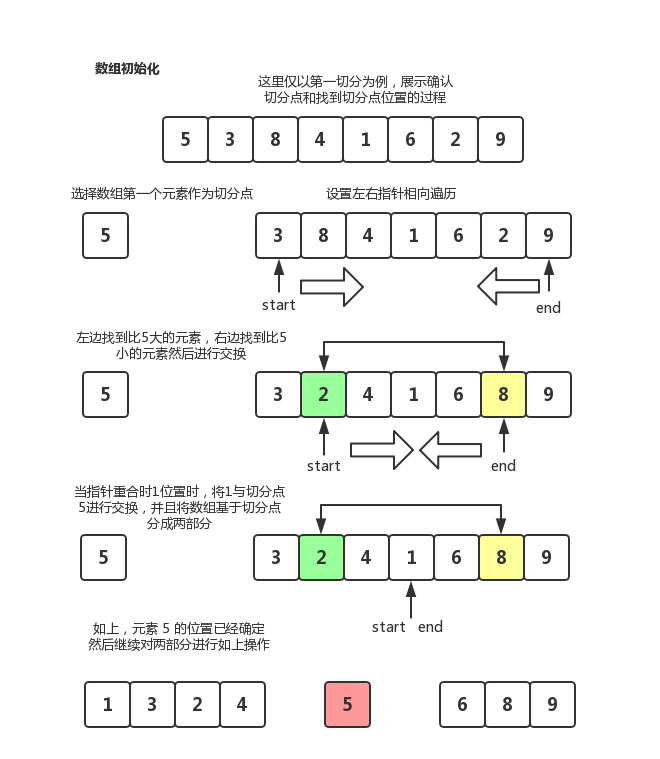 数组初始化
这里仅以第一切分为例，展示确认
切分点和找到切分点位置的过程
5 3 8 4 1 6 2 9
选择数组第一个元素作为切分点
设置左右指针相向遍历
5
3 8 4 1 6 2 9
start
end
左边找到比5大的元素，右边找到比5
小的元素然后进行交换
5
3 2 4 1 6 8 9
start
end
当指针重合时1位置时，将1与切分点
5进行交换，并且将数组基于切分点
分成两部分
5
3 2 4 1 6 8 9
start end
如上，元素 5 的位置已经确定
然后继续对两部分进行如上操作
1 3 2 4
5
6 8 9